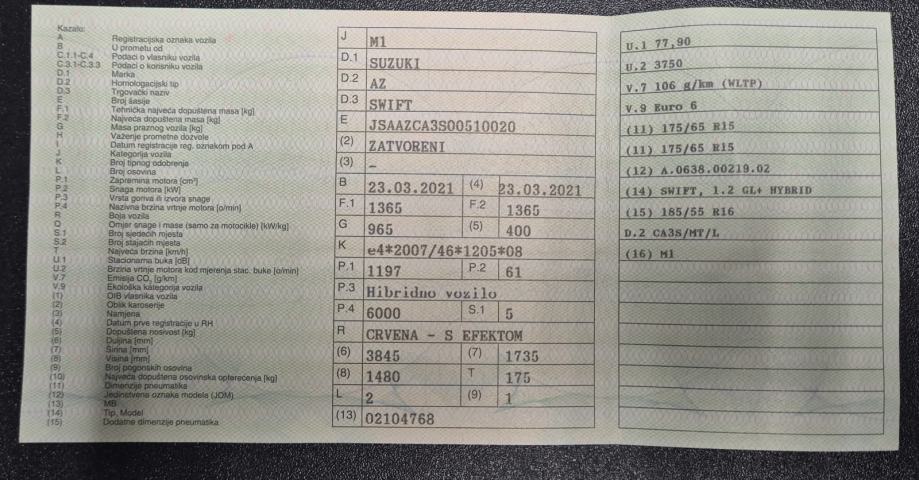 Kazalo:
A Registracijska oznaka vozila
B U prometu od
C.1.1-C.4 Podaci o vlasniku vozila
C.3.1-C.3.3 Podaci o korisniku vozila
D.1 Marka
D.2 Homologacijski tip
D.3 Trgovački naziv
E Broj šasije
F.1 Tehnička najveća dopuštena masa [kg]
F.2 Najveća dopuštena masa [kg]
G Masa praznog vozila [kg]
H Važenje prometne dozvole
I Datum registracije reg. oznakom pod A
J Kategorija vozila
K Broj tipnog odobrenja
L Broj osovina
P.1 Zapremina motora [cm³]
P.2 Snaga motora [kW]
P.3 Vrsta goriva ili izvora snage
P.4 Nazivna brzina vrtnje motora [o/min]
R Boja vozila
Q Omjer snage i mase (samo za motocikle) [kW/kg]
S.1 Broj sjedećih mjesta
S.2 Broj stajaćih mjesta
T Najveća brzina [km/h]
U.1 Stacionarna buka [dB]
U.2 Brzina vrtnje motora kod mjerenja stac. buke [o/min]
V.7 Emisija CO₂ [g/km]
V.9 Ekološka kategorija vozila
(1) OIB vlasnika vozila
(2) Oblik karoserije
(3) Namjena
(4) Datum prve registracije u RH
(5) Dopuštena nosivost [kg]
(6) Duljina [mm]
(7) Širina [mm]
(8) Visina [mm]
(9) Broj pogonskih osovina
(10) Najveća dopuštena osovinska opterećenja [kg]
(11) Dimenzije pneumatika
(12) Jedinstvena oznaka modela (JOM)
(13) MB
(14) Tip, Model
(15) Dodatne dimenzije pneumatika
J M1
D.1 SUZUKI
D.2 AZ
D.3 SWIFT
E JSAAZCA3S00510020
(2) ZATVORENI
(3) –
B 23.03.2021 (4) 23.03.2021
F.1 1365 F.2 1365
G 965 (5) 400
K e4*2007/46*1205*08
P.1 1197 P.2 61
P.3 Hibridno vozilo
P.4 6000 S.1 5
R CRVENA - S EFEKTOM
(6) 3845 (7) 1735
(8) 1480 T 175
L 2 (9) 1
(13) 02104768
U.1 77,90
U.2 3750
V.7 106 g/km (WLTP)
V.9 Euro 6
(11) 175/65 R15
(11) 175/65 R15
(12) A.0638.00219.02
(14) SWIFT, 1.2 GL+ HYBRID
(15) 185/55 R16
D.2 CA3S/MT/L
(16) M1